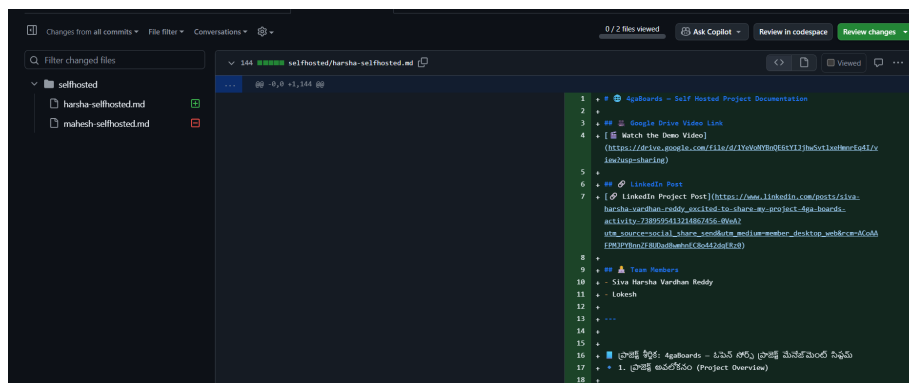 Changes from all commits File filter Conversations
0 / 2 files viewed
Ask Copilot
Review in codespace
Review changes
Filter changed files
selfhosted
harsha-selfhosted.md
mahesh-selfhosted.md
144 selfhosted/harsha-selfhosted.md
Viewed
... @@ -0,0 +1,144 @@
1 + # 🌐 4gaBoards – Self Hosted Project Documentation
2 +
3 + ## 🎬 Google Drive Video Link
4 + [🎬 Watch the Demo Video]
(https://drive.google.com/file/d/
iew?usp=sharing)
5 +
6 + ## 🔗 LinkedIn Post
7 + [🔗 LinkedIn Project Post](https://www.linkedin.com/posts/siva-
harsha-vardhan-reddy_excited-to-share-my-project-4ga-boards-
activity-7389595413214867456-0VmA?
utm_source=social_share_send&utm_medium=member_desktop_web&rcm=ACoAA
8 +
9 + ## Team Members
10 + - Siva Harsha Vardhan Reddy
11 + - Lokesh
12 +
13 + ---
14 +
15 +
16 + 📘 ప్రాజెక్ట్ శీర్షిక: 4gaBoards – ఓపెన్ సోర్స్ ప్రాజెక్ట్ మేనేజ్‌మెంట్ సిస్టమ్
17 + 🔹 1. ప్రాజెక్ట్ అవలోకనం (Project Overview)
18 +